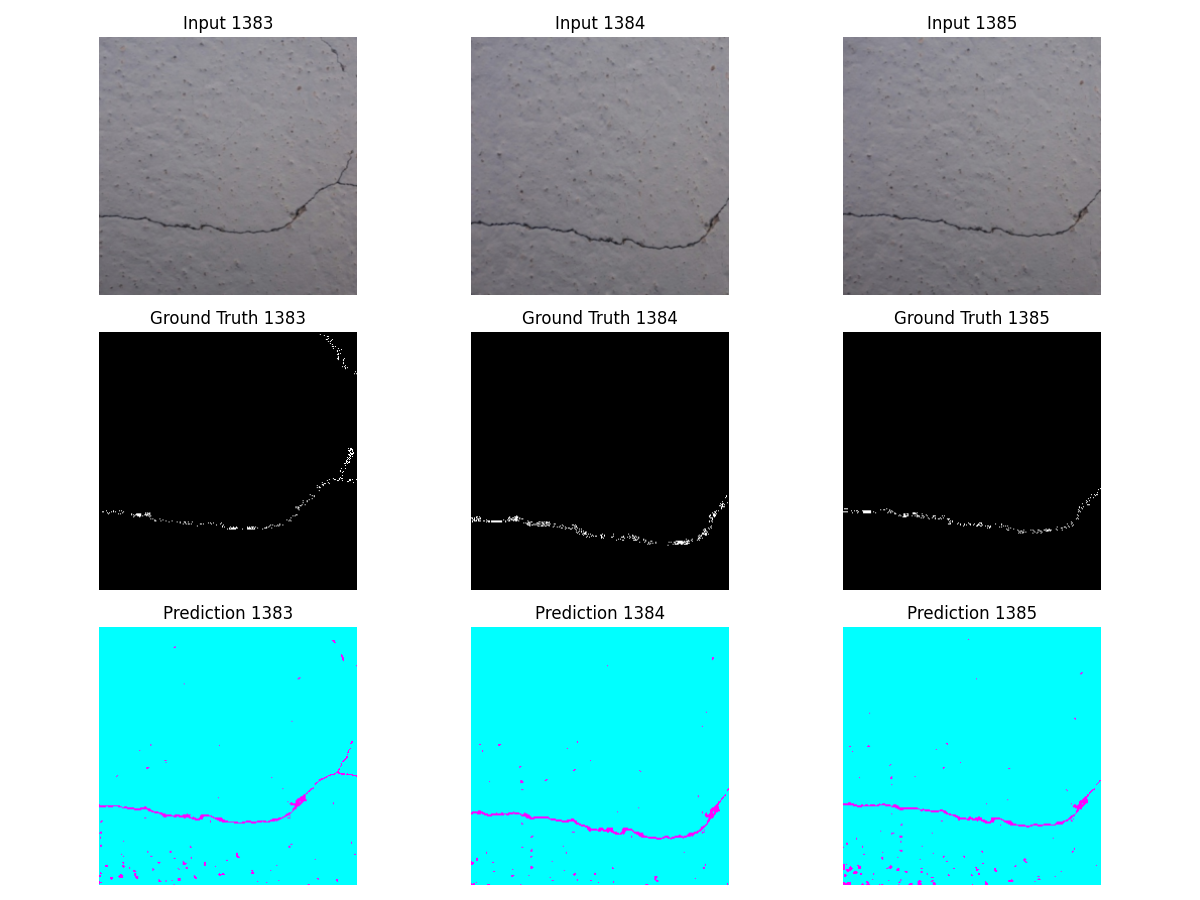 Input 1383
Input 1384
Input 1385
Ground Truth 1383
Ground Truth 1384
Ground Truth 1385
Prediction 1383
Prediction 1384
Prediction 1385